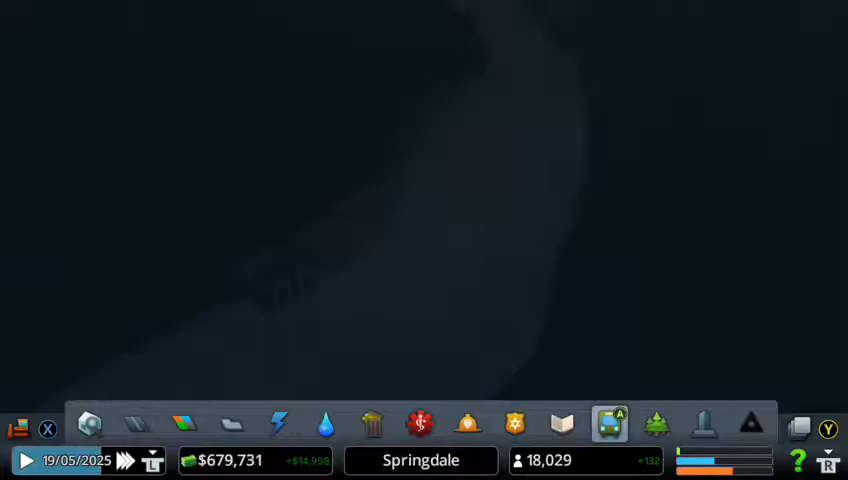 X
A
Y
19/05/2025
L
$679,731
+$14,958
Springdale
18,029
+132
?
R